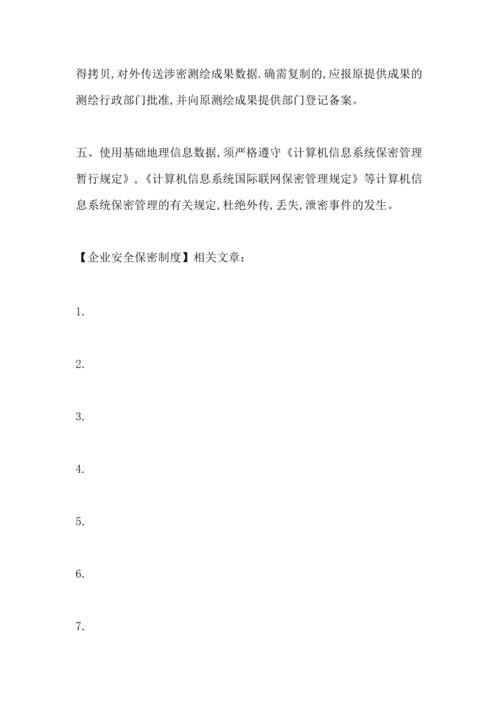 得拷贝,对外传送涉密测绘成果数据.确需复制的,应报原提供成果的
测绘行政部门批准,并向原测绘成果提供部门登记备案。
五、使用基础地理信息数据,须严格遵守《计算机信息系统保密管理
暂行规定》,《计算机信息系统国际联网保密管理规定》等计算机信
息系统保密管理的有关规定,杜绝外传,丢失,泄密事件的发生。
【企业安全保密制度】相关文章:
1.
2.
3.
4.
5.
6.
7.